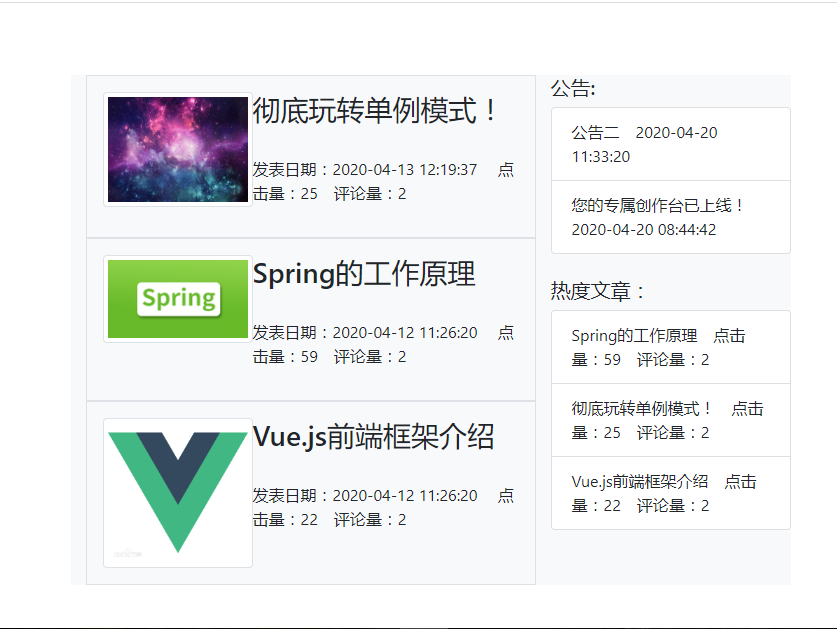 彻底玩转单例模式！
发表日期：2020-04-13 12:19:37 点
击量：25 评论量：2
Spring
Spring的工作原理
发表日期：2020-04-12 11:26:20 点
击量：59 评论量：2
Vue.js前端框架介绍
发表日期：2020-04-12 11:26:20 点
击量：22 评论量：2
公告:
公告二 2020-04-20
11:33:20
您的专属创作台已上线！
2020-04-20 08:44:42
热度文章：
Spring的工作原理 点击
量：59 评论量：2
彻底玩转单例模式！ 点击
量：25 评论量：2
Vue.js前端框架介绍 点击
量：22 评论量：2